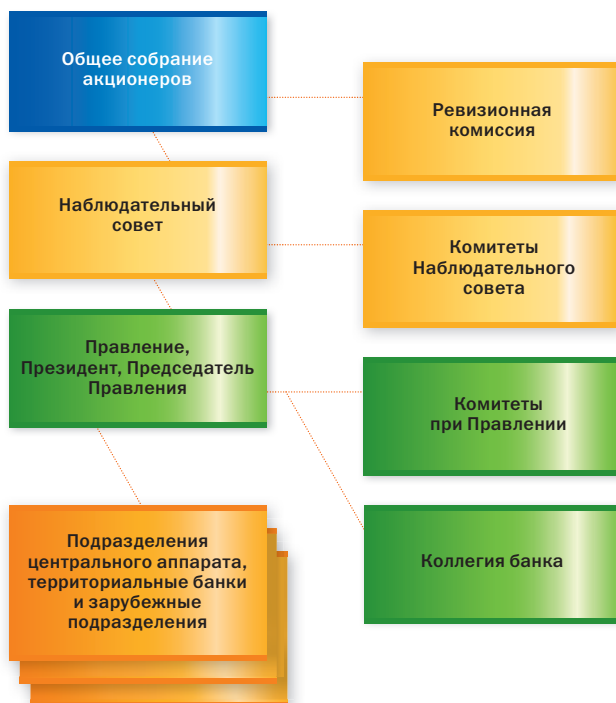 Общее собрание
акционеров
Ревизионная
комиссия
Наблюдательный
совет
Комитеты
Наблюдательного
совета
Правление,
Президент, Председатель
Правления
Комитеты
при Правлении
Подразделения
центрального аппарата,
территориальные банки
и зарубежные
подразделения
Коллегия банка